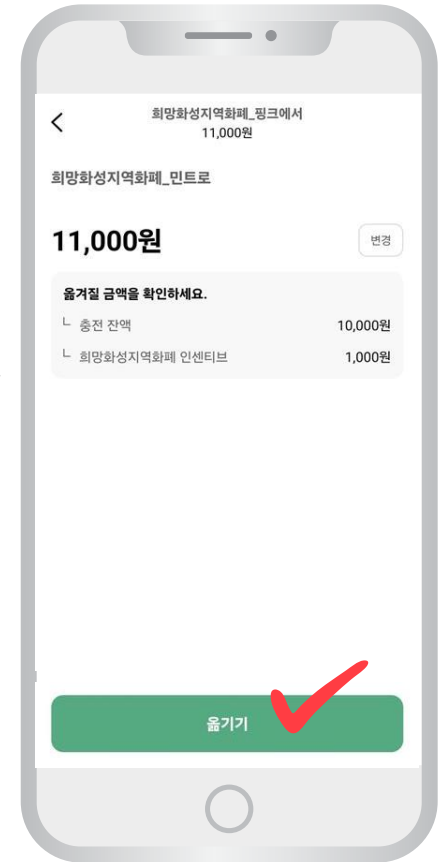 희망화성지역화폐_핑크에서
11,000원
희망화성지역화폐_민트로
11,000원 변경
옮겨질 금액을 확인하세요.
ㄴ 충전 잔액 10,000원
ㄴ 희망화성지역화폐 인센티브 1,000원
옮기기